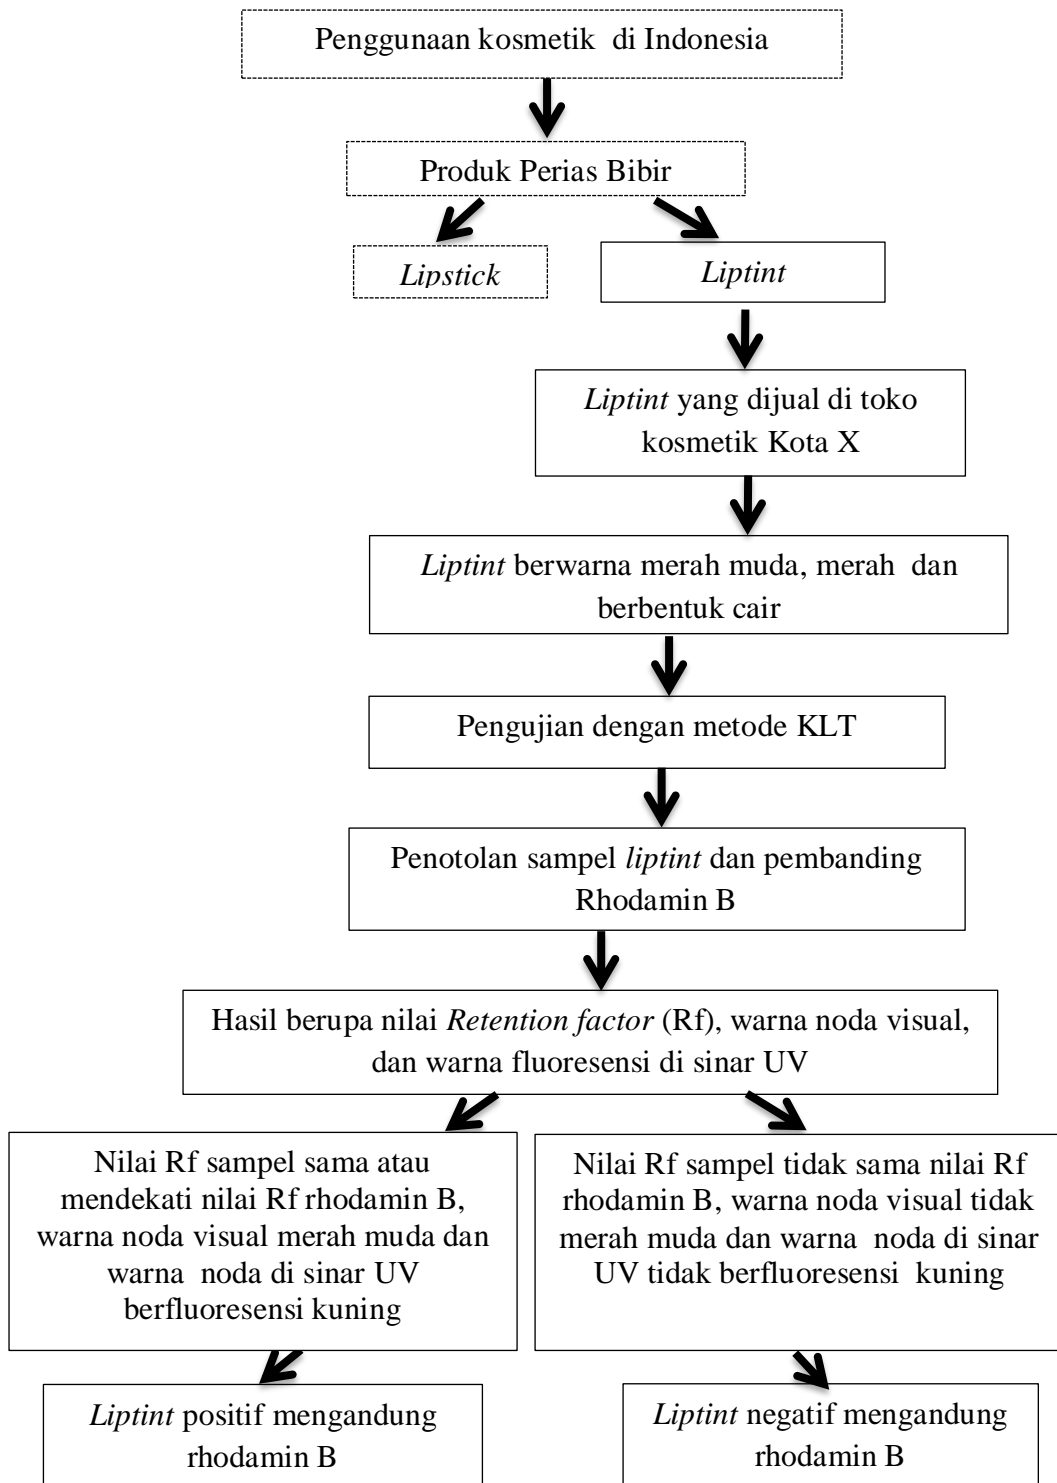 Penggunaan kosmetik di Indonesia
Produk Perias Bibir
Lipstick
Liptint
Liptint yang dijual di toko
kosmetik Kota X
Liptint berwarna merah muda, merah dan
berbentuk cair
Pengujian dengan metode KLT
Penotolan sampel liptint dan pembanding
Rhodamin B
Hasil berupa nilai Retention factor (Rf), warna noda visual,
dan warna fluoresensi di sinar UV
Nilai Rf sampel sama atau
mendekati nilai Rf rhodamin B,
warna noda visual merah muda dan
warna noda di sinar UV
berfluoresensi kuning
Nilai Rf sampel tidak sama nilai Rf
rhodamin B, warna noda visual tidak
merah muda dan warna noda di sinar
UV tidak berfluoresensi kuning
Liptint positif mengandung
rhodamin B
Liptint negatif mengandung
rhodamin B